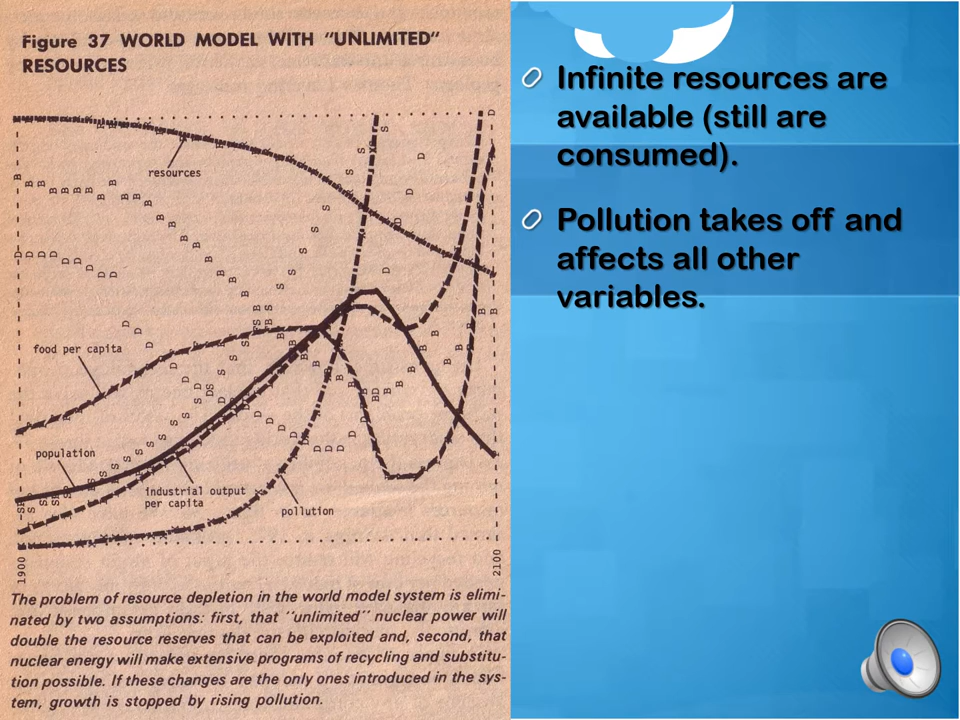 Figure 37 WORLD MODEL WITH "UNLIMITED"
RESOURCES
resources
food per capita
population
industrial output
per capita
pollution
1900
2100
The problem of resource depletion in the world model system is elimi-
nated by two assumptions: first, that "unlimited" nuclear power will
double the resource reserves that can be exploited and, second, that
nuclear energy will make extensive programs of recycling and substitu-
tion possible. If these changes are the only ones introduced in the sys-
tem, growth is stopped by rising pollution.
Infinite resources are
available (still are
consumed).
Pollution takes off and
affects all other
variables.